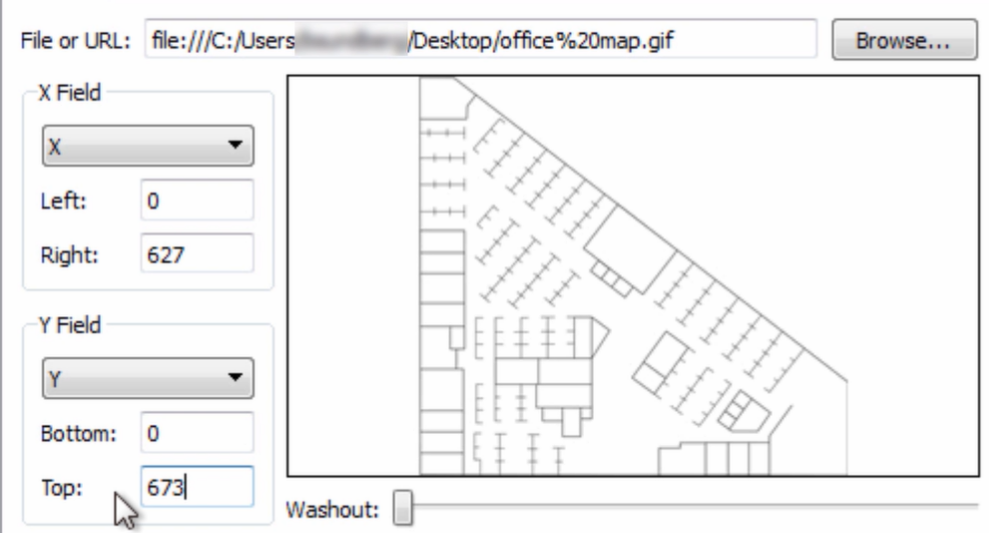 File or URL: file:///C:/Users /Desktop/office%20map.gif Browse...
X Field
X
Left: 0
Right: 627
Y Field
Y
Bottom: 0
Top: 673
Washout: